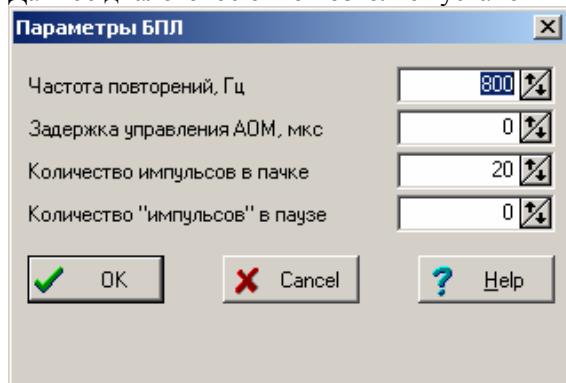 Параметры БПЛ
Частота повторений, Гц 800
Задержка управления АОМ, мкс 0
Количество импульсов в пачке 20
Количество "импульсов" в паузе 0
OK Cancel Help